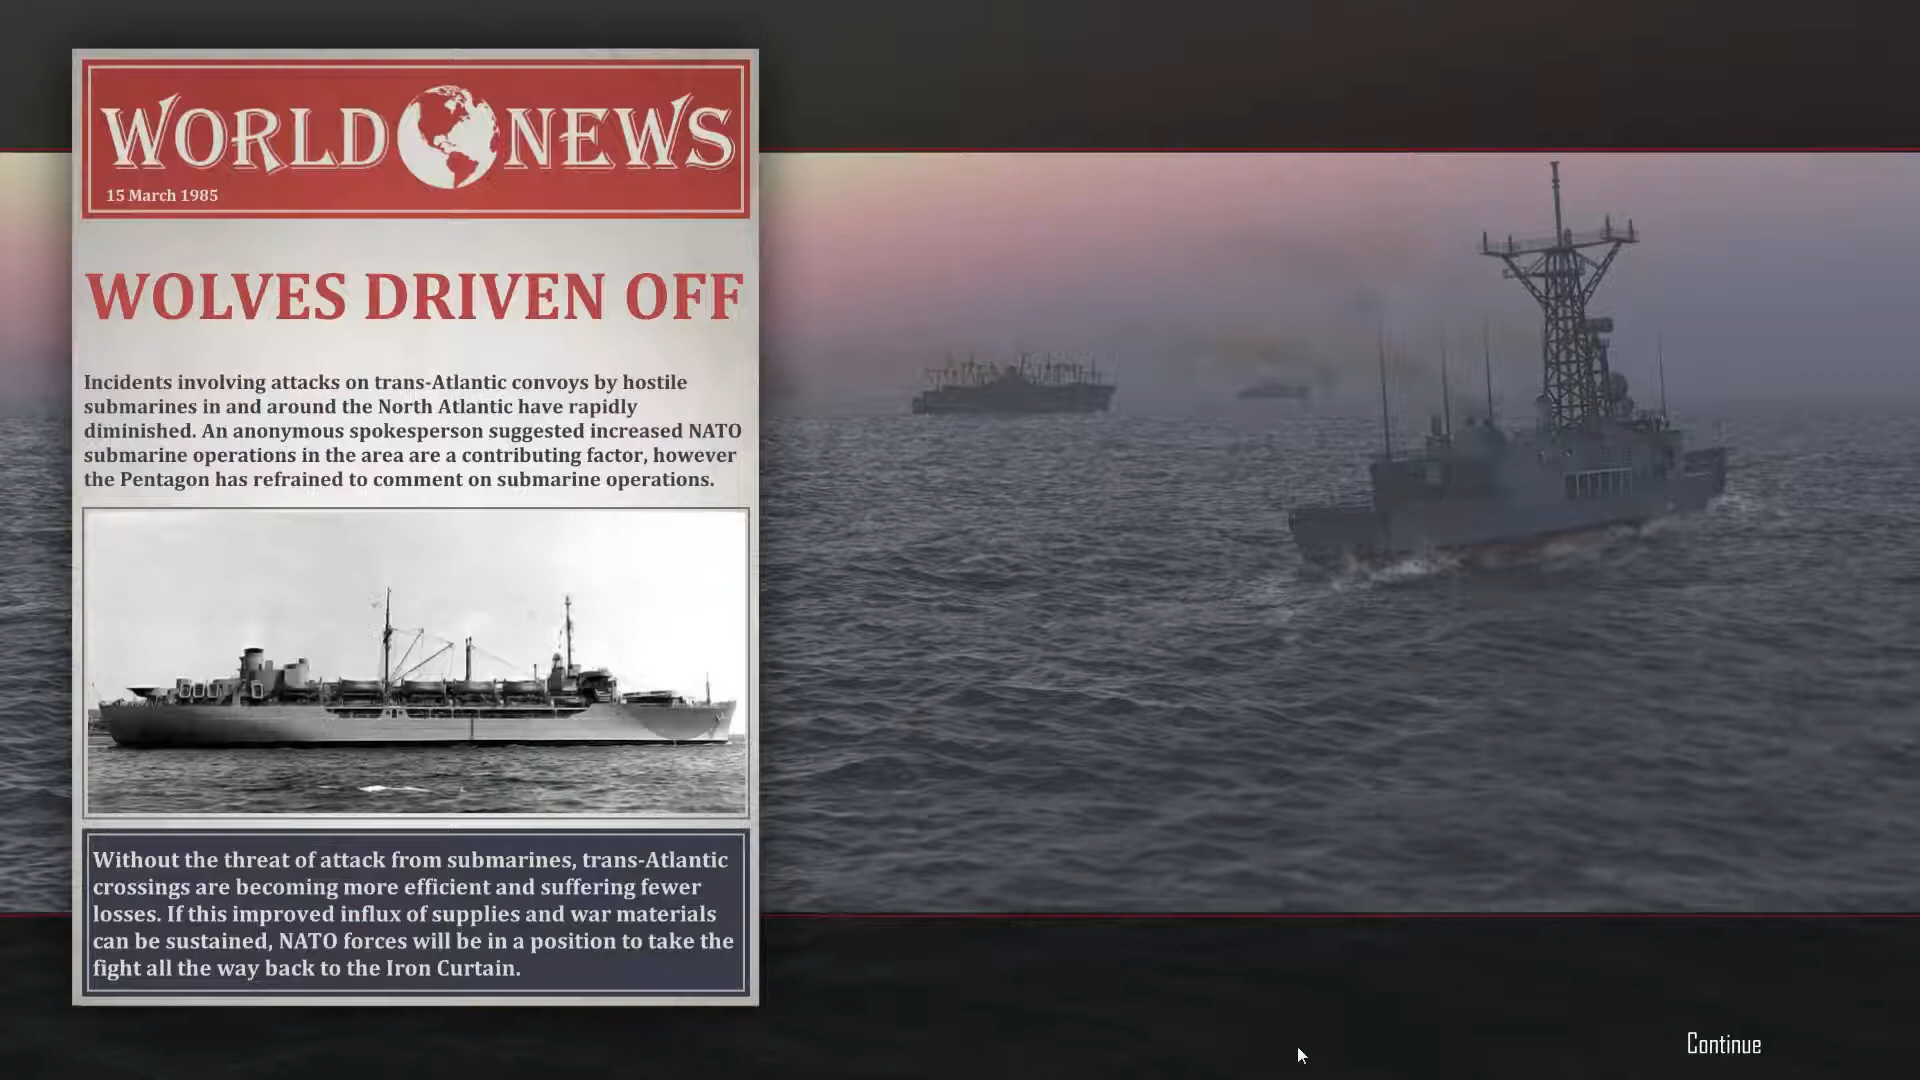 WORLD NEWS
15 March 1985
WOLVES DRIVEN OFF
Incidents involving attacks on trans-Atlantic convoys by hostile
submarines in and around the North Atlantic have rapidly
diminished. An anonymous spokesperson suggested increased NATO
submarine operations in the area are a contributing factor, however
the Pentagon has refrained to comment on submarine operations.
Without the threat of attack from submarines, trans-Atlantic
crossings are becoming more efficient and suffering fewer
losses. If this improved influx of supplies and war materials
can be sustained, NATO forces will be in a position to take the
fight all the way back to the Iron Curtain.
Continue